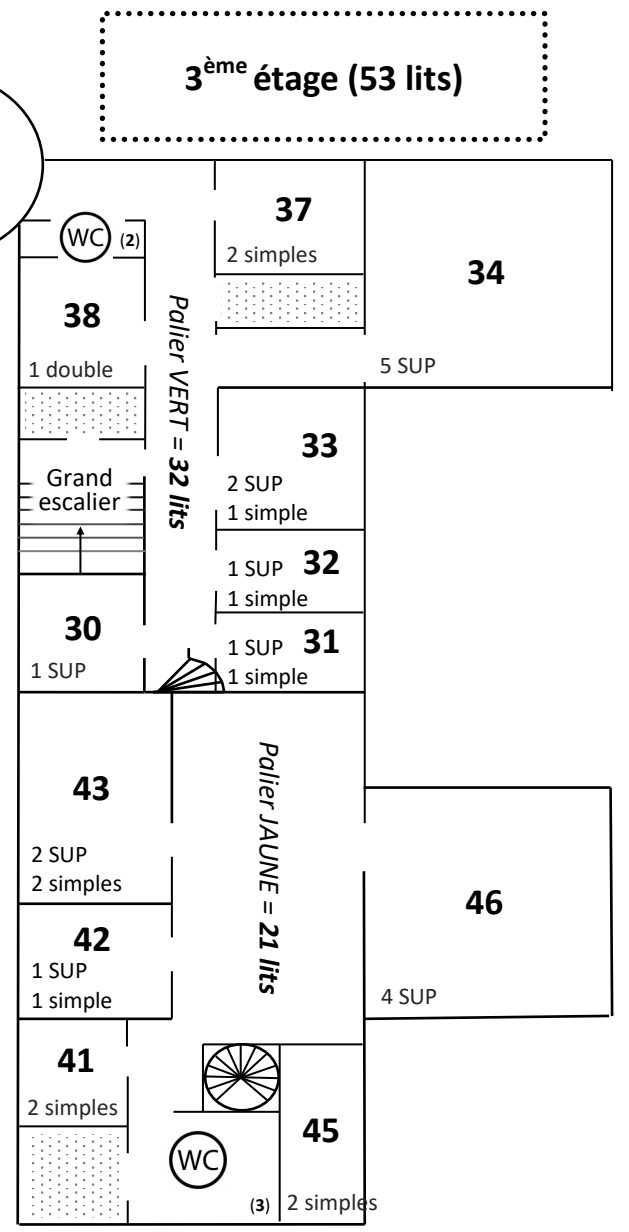 3ème étage (53 lits)
37
2 simples
34
5 SUP
WC (2)
38
1 double
Palier VERT = 32 lits
33
2 SUP
1 simple
Grand
escalier
32
1 SUP
1 simple
31
1 SUP
1 simple
30
1 SUP
43
2 SUP
2 simples
Palier JAUNE = 21 lits
46
4 SUP
42
1 SUP
1 simple
41
2 simples
45
2 simples
WC
(3)